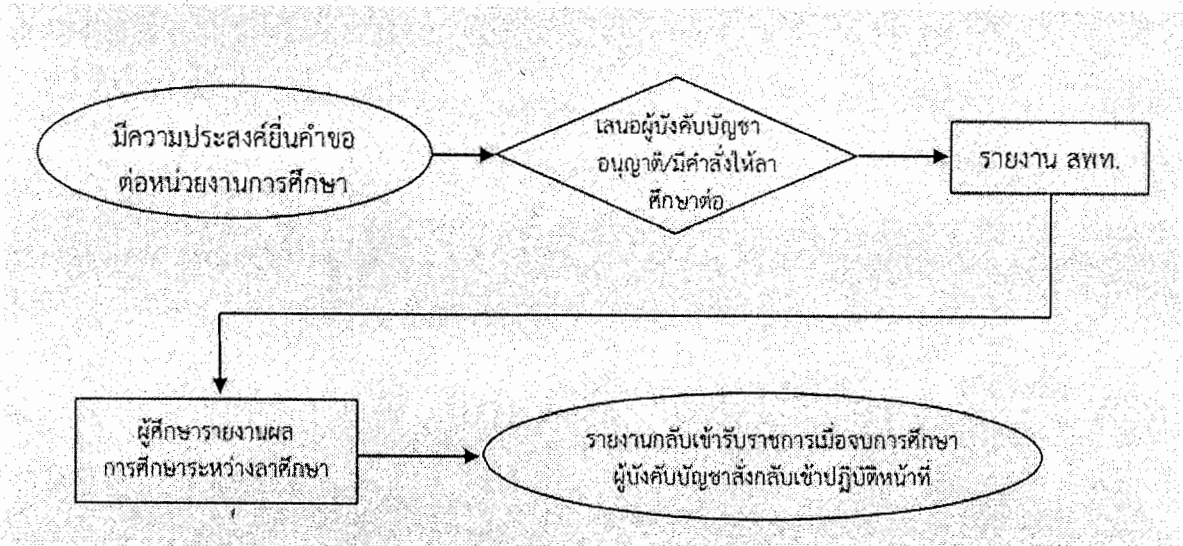 มีความประสงค์ยื่นคำขอ
ต่อหน่วยงานการศึกษา
เสนอผู้บังคับบัญชา
อนุญาติ/มีคำสั่งให้ลา
ศึกษาต่อ
รายงาน สพท.
ผู้ศึกษารายงานผล
การศึกษาระหว่างลาศึกษา
รายงานกลับเข้ารับราชการเมื่อจบการศึกษา
ผู้บังคับบัญชาสั่งกลับเข้าปฏิบัติหน้าที่